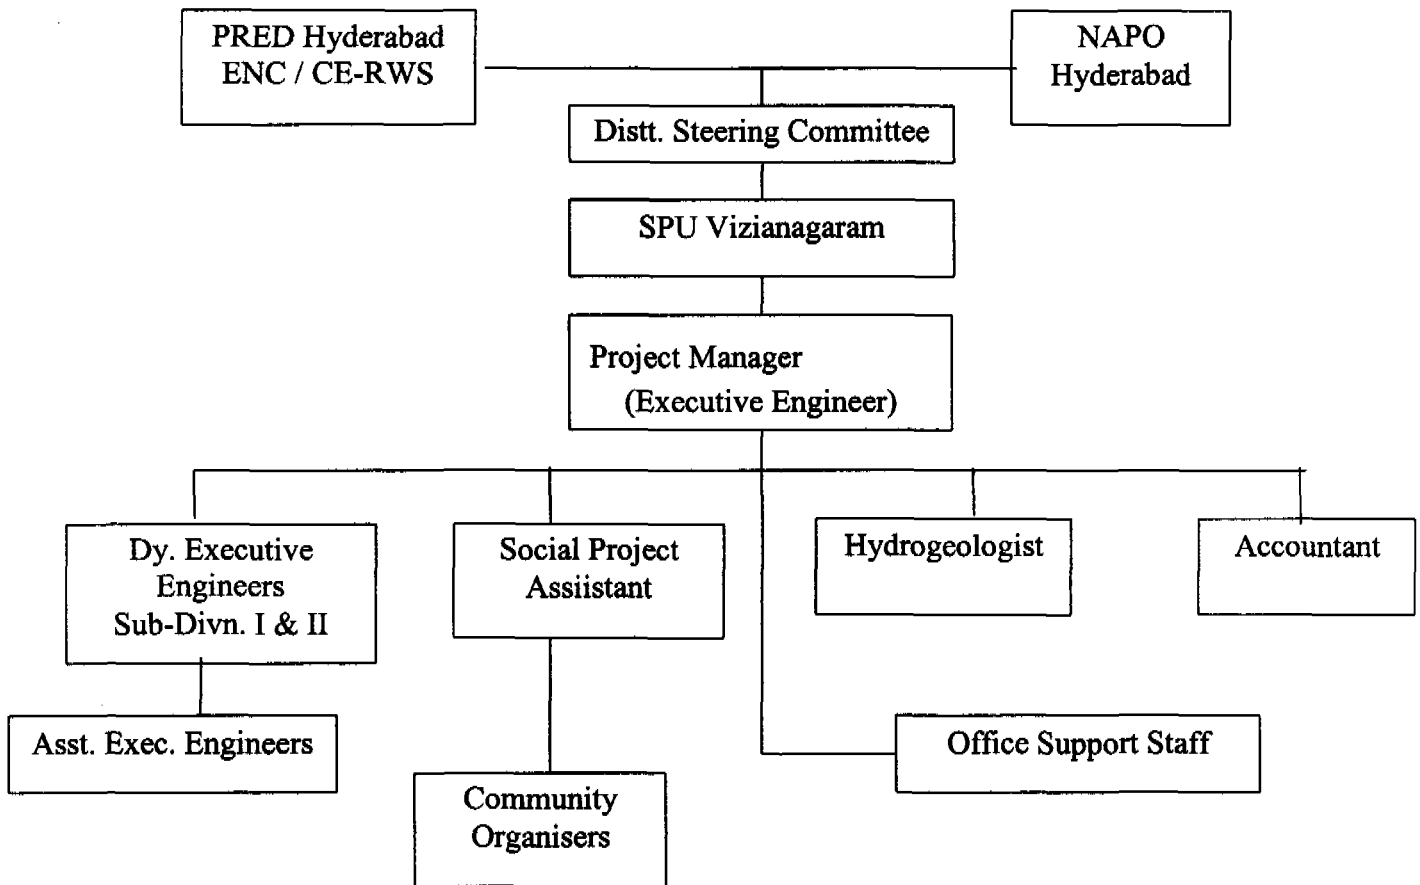 PRED Hyderabad
ENC / CE-RWS
NAPO
Hyderabad
Distt. Steering Committee
SPU Vizianagaram
Project Manager
(Executive Engineer)
Dy. Executive
Engineers
Sub-Divn. I & II
Social Project
Assiistant
Hydrogeologist
Accountant
Asst. Exec. Engineers
Office Support Staff
Community
Organisers